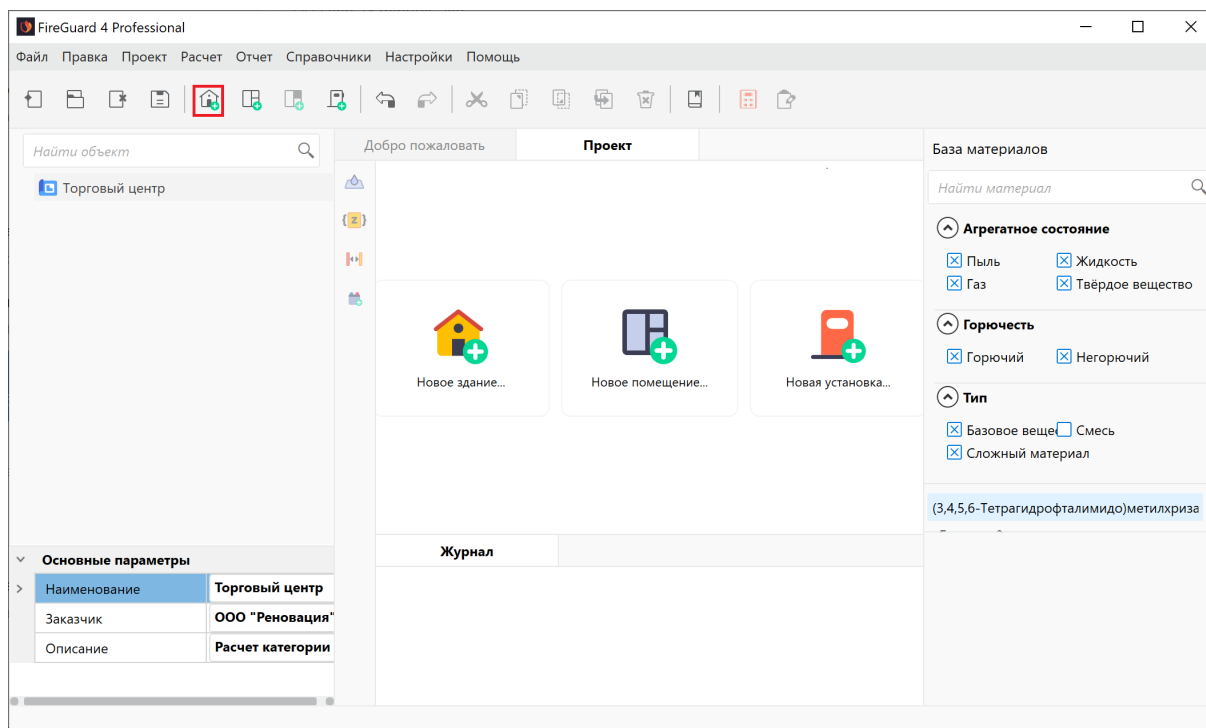 FireGuard 4 Professional
Файл Правка Проект Расчет Отчет Справочники Настройки Помощь
Найти объект
Торговый центр
Добро пожаловать
Проект
Новое здание...
Новое помещение...
Новая установка...
База материалов
Найти материал
Агрегатное состояние
Пыль Жидкость
Газ Твёрдое вещество
Горючесть
Горючий Негорючий
Тип
Базовое веще Смесь
Сложный материал
(3,4,5,6-Тетрагидрофталимидо)метилхриза
Основные параметры
Наименование Торговый центр
Заказчик ООО "Реновация"
Описание Расчет категории
Журнал